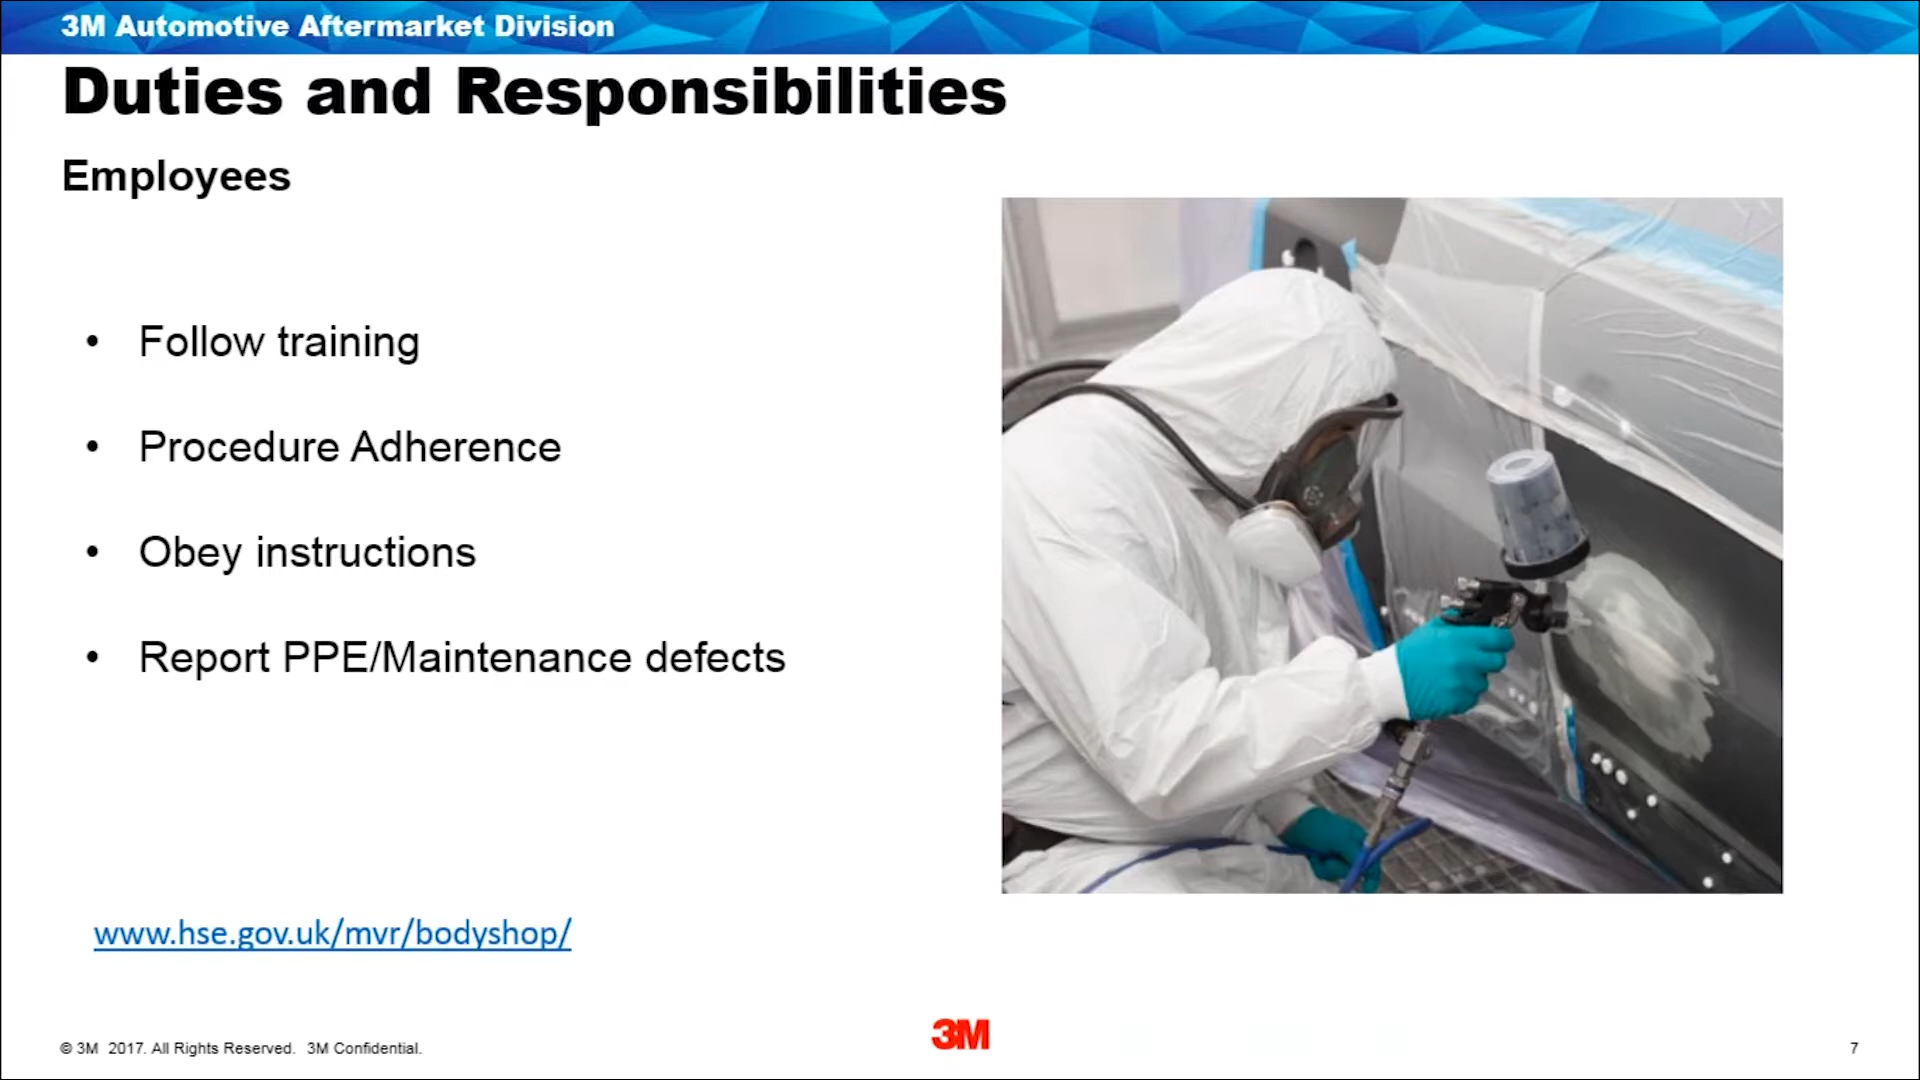 3M Automotive Aftermarket Division
Duties and Responsibilities
Employees
• Follow training
• Procedure Adherence
• Obey instructions
• Report PPE/Maintenance defects
www.hse.gov.uk/mvr/bodyshop/
© 3M 2017. All Rights Reserved. 3M Confidential.
3M
7